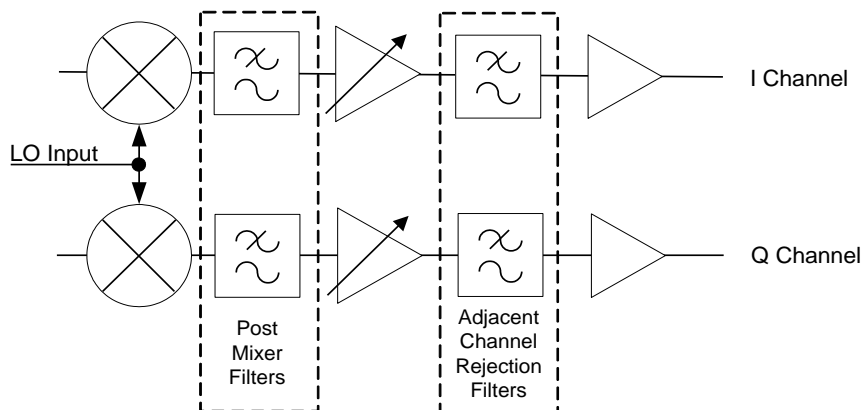 I Channel
LO Input
Q Channel
Post
Mixer
Filters
Adjacent
Channel
Rejection
Filters